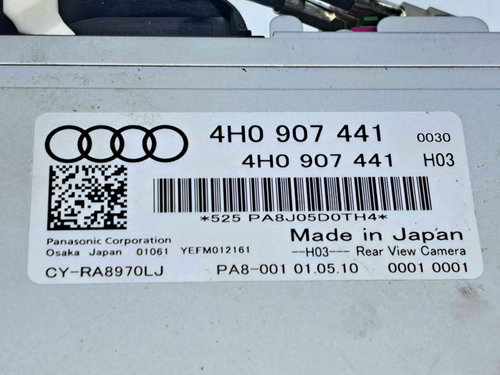 4H0 907 441 0030
4H0 907 441 H03
*525 PA8J05D0TH4*
Panasonic Corporation Made in Japan
Osaka Japan 01061 YEFM012161 --H03--- Rear View Camera
CY-RA8970LJ PA8-001 01.05.10 0001 0001